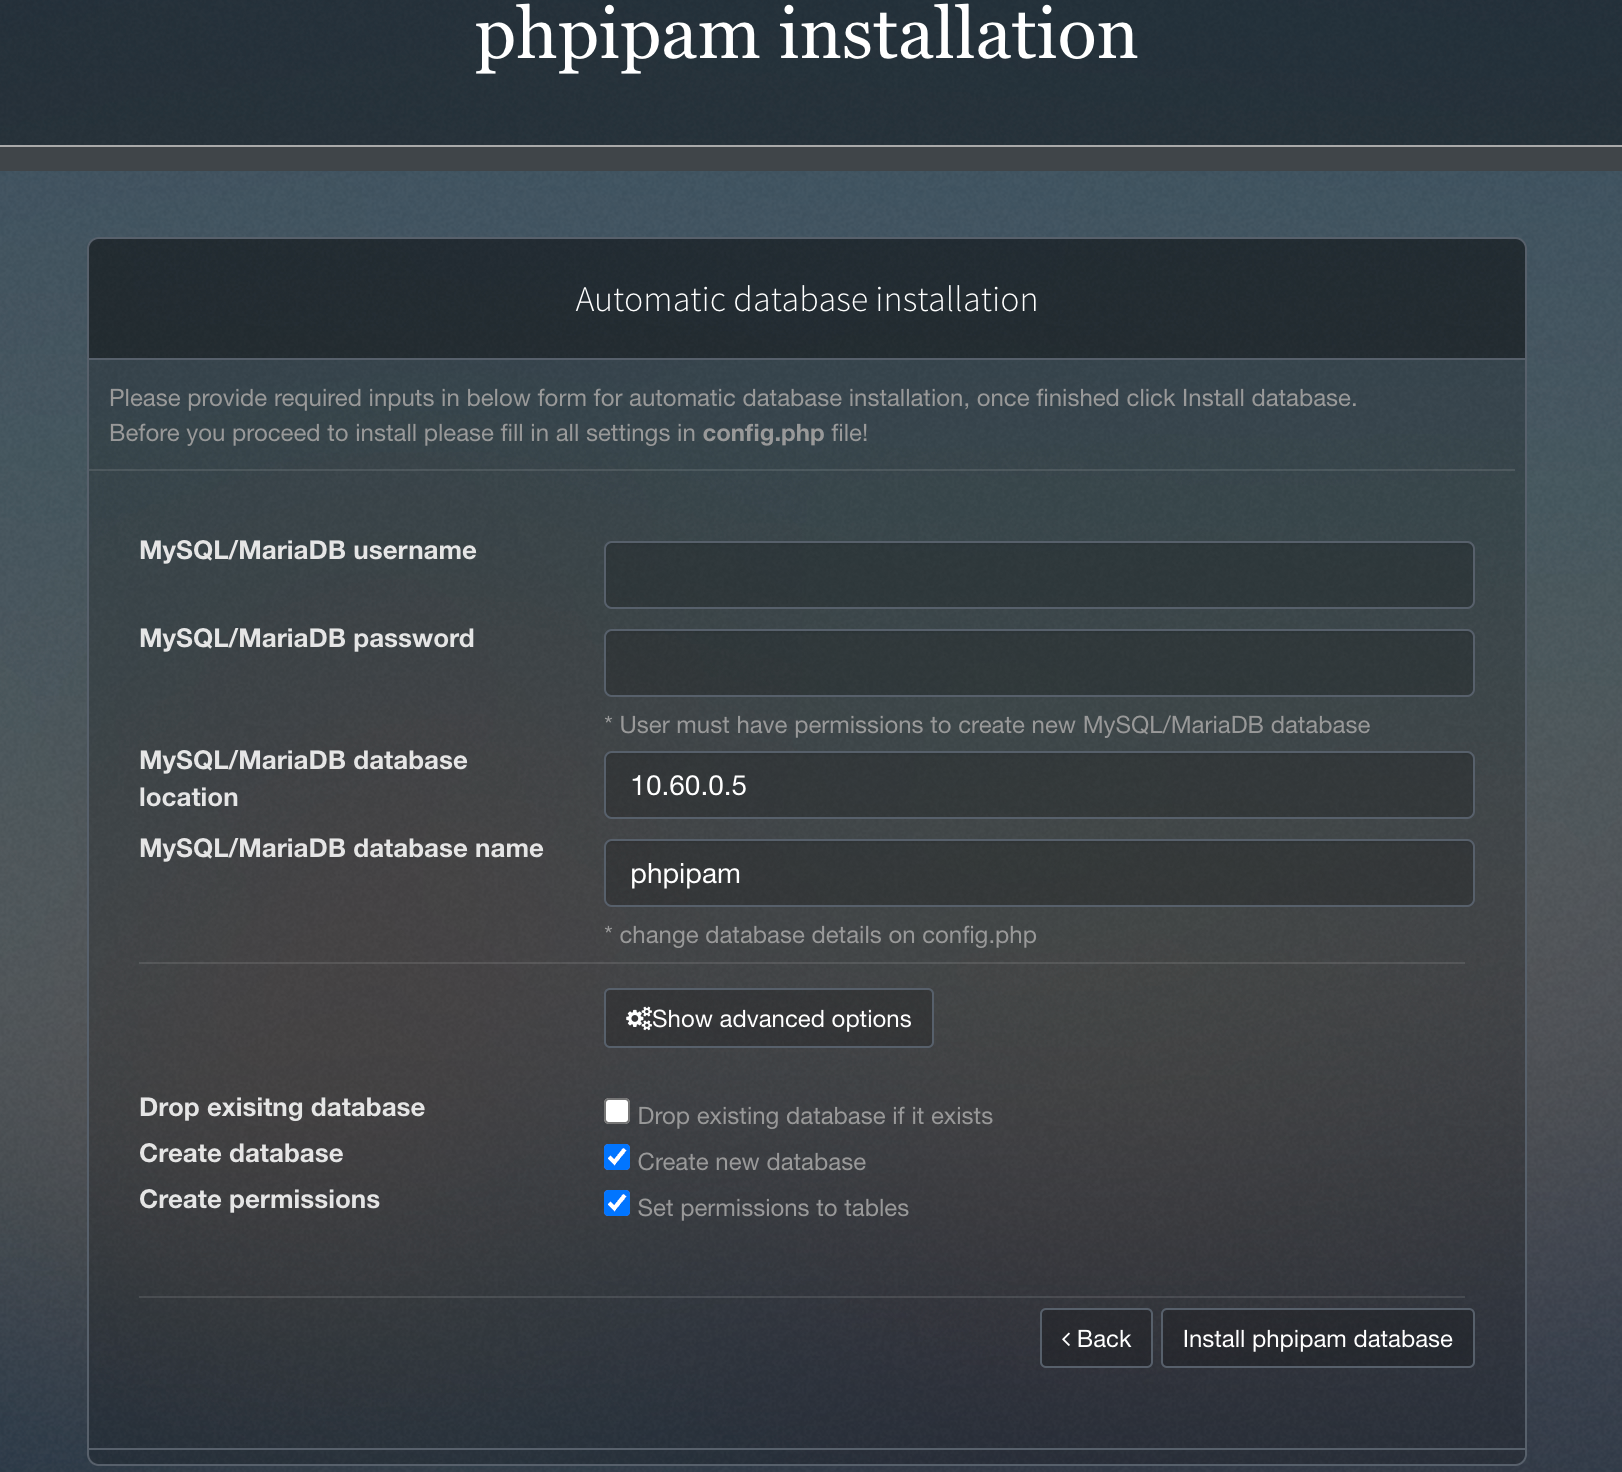 phpipam installation
Automatic database installation
Please provide required inputs in below form for automatic database installation, once finished click Install database.
Before you proceed to install please fill in all settings in config.php file!
MySQL/MariaDB username
MySQL/MariaDB password
* User must have permissions to create new MySQL/MariaDB database
MySQL/MariaDB database
location
10.60.0.5
MySQL/MariaDB database name
phpipam
* change database details on config.php
Show advanced options
Drop exisitng database
Drop existing database if it exists
Create database
Create new database
Create permissions
Set permissions to tables
‹ Back
Install phpipam database